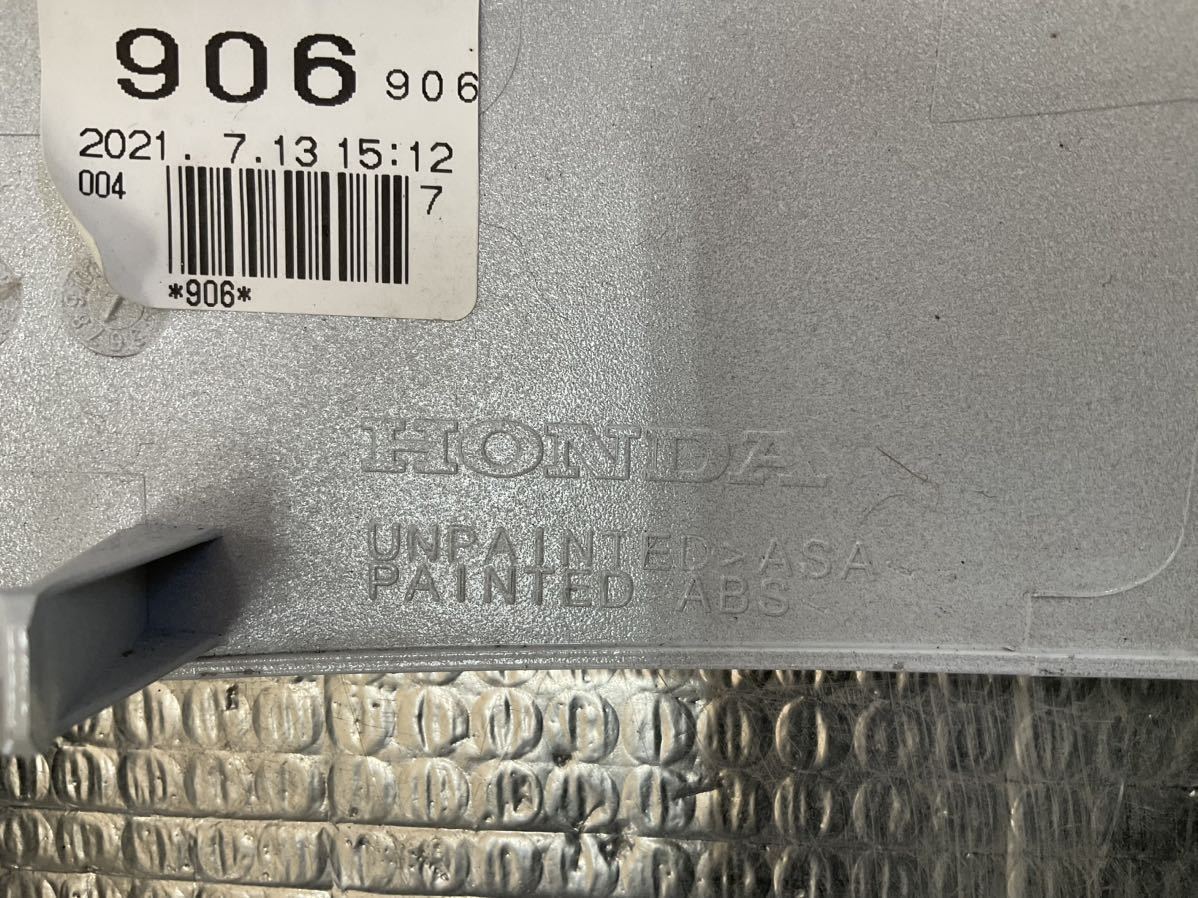 906 906
2021. 7.13 15:12
004
7
*906*
HONDA
UNPAINTED>ASA
PAINTED>ABS<